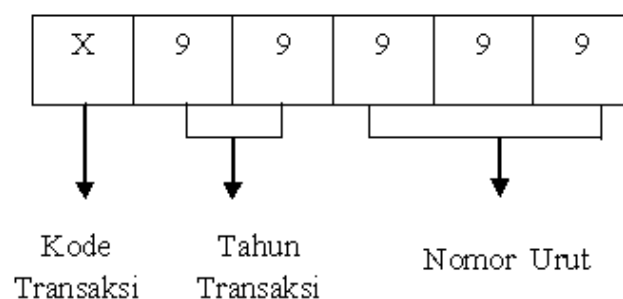 X 9 9 9 9 9
Kode Tahun Nomor Urut
Transaksi Transaksi